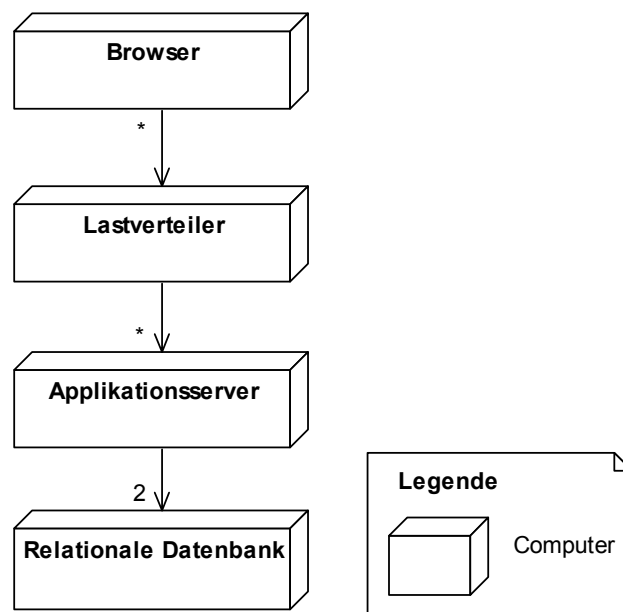 Browser
*
Lastverteiler
*
Applikationsserver
2
Relationale Datenbank
Legende
Computer